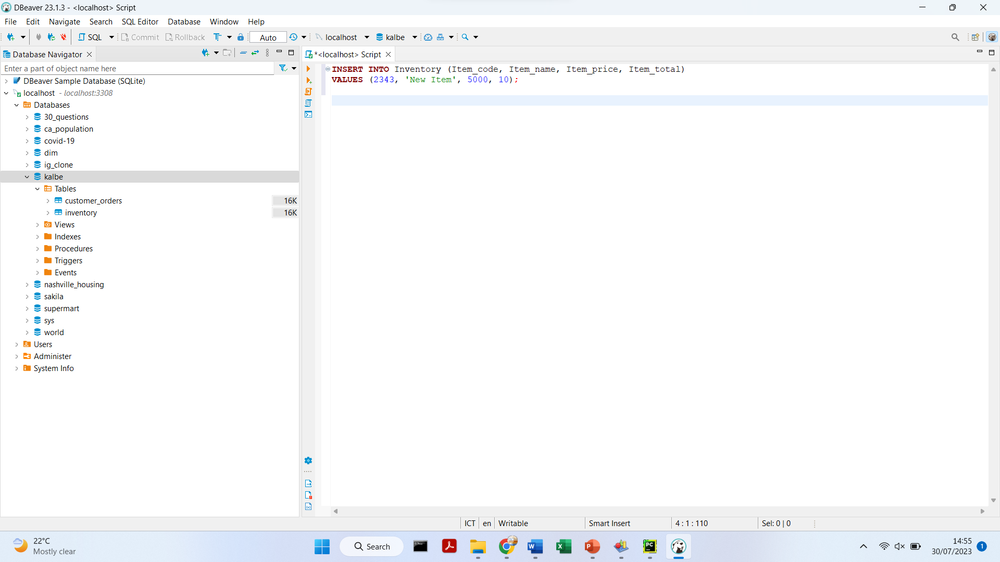 DBeaver 23.1.3 - <localhost> Script
File Edit Navigate Search SQL Editor Database Window Help
SQL Commit Rollback Auto localhost kalbe
Database Navigator
*<localhost> Script
Enter a part of object name here
DBeaver Sample Database (SQLite)
localhost - localhost:3308
Databases
30_questions
ca_population
covid-19
dim
ig_clone
kalbe
Tables
customer_orders 16K
inventory 16K
Views
Indexes
Procedures
Triggers
Events
nashville_housing
sakila
supermart
sys
world
Users
Administer
System Info
INSERT INTO Inventory (Item_code, Item_name, Item_price, Item_total)
VALUES (2343, 'New Item', 5000, 10);
ICT en Writable Smart Insert 4 : 1 : 110 Sel: 0 | 0
22°C
Mostly clear
Search
14:55
30/07/2023
1